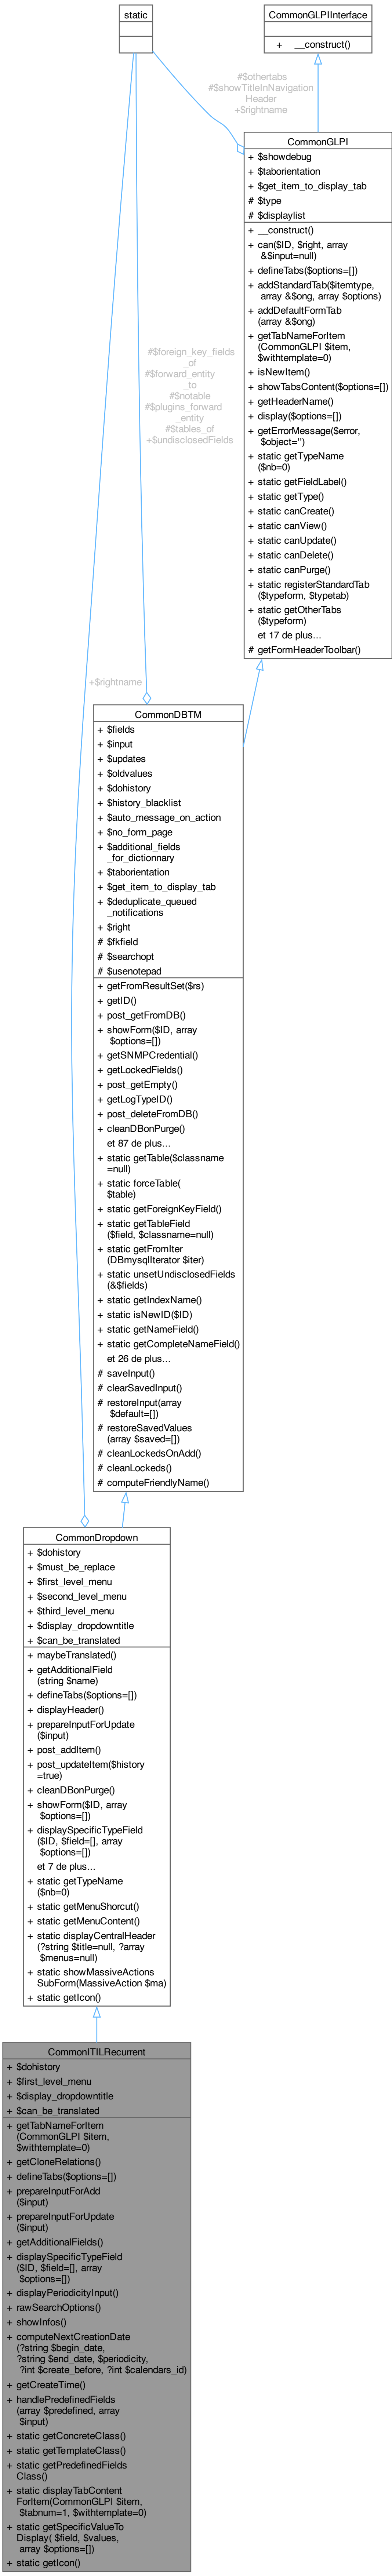 static
CommonGLPIInterface
+ __construct()
#$othertabs
#$showTitleInNavigation
Header
+$rightname
CommonGLPI
+ $showdebug
+ $taborientation
+ $get_item_to_display_tab
# $type
# $displaylist
+ __construct()
+ can($ID, $right, array
&$input=null)
+ defineTabs($options=[])
+ addStandardTab($itemtype,
array &$ong, array $options)
+ addDefaultFormTab
(array &$ong)
+ getTabNameForItem
(CommonGLPI $item,
$withtemplate=0)
+ isNewItem()
+ showTabsContent($options=[])
+ getHeaderName()
+ display($options=[])
+ getErrorMessage($error,
$object='')
+ static getTypeName
($nb=0)
+ static getFieldLabel()
+ static getType()
+ static canCreate()
+ static canView()
+ static canUpdate()
+ static canDelete()
+ static canPurge()
+ static registerStandardTab
($typeform, $typetab)
+ static getOtherTabs
($typeform)
et 17 de plus...
# getFormHeaderToolbar()
#$foreign_key_fields
_of
#$forward_entity
_to
#$notable
#$plugins_forward
_entity
#$tables_of
+$undisclosedFields
+$rightname
CommonDBTM
+ $fields
+ $input
+ $updates
+ $oldvalues
+ $dohistory
+ $history_blacklist
+ $auto_message_on_action
+ $no_form_page
+ $additional_fields
_for_dictionnary
+ $taborientation
+ $get_item_to_display_tab
+ $deduplicate_queued
_notifications
+ $right
# $fkfield
# $searchopt
# $usenotepad
+ getFromResultSet($rs)
+ getID()
+ post_getFromDB()
+ showForm($ID, array
$options=[])
+ getSNMPCredential()
+ getLockedFields()
+ post_getEmpty()
+ getLogTypeID()
+ post_deleteFromDB()
+ cleanDBonPurge()
et 87 de plus...
+ static getTable($classname
=null)
+ static forceTable(
$table)
+ static getForeignKeyField()
+ static getTableField
($field, $classname=null)
+ static getFromIter
(DBmysqlIterator $iter)
+ static unsetUndisclosedFields
(&$fields)
+ static getIndexName()
+ static isNewID($ID)
+ static getNameField()
+ static getCompleteNameField()
et 26 de plus...
# saveInput()
# clearSavedInput()
# restoreInput(array
$default=[])
# restoreSavedValues
(array $saved=[])
# cleanLockedsOnAdd()
# cleanLockeds()
# computeFriendlyName()
CommonDropdown
+ $dohistory
+ $must_be_replace
+ $first_level_menu
+ $second_level_menu
+ $third_level_menu
+ $display_dropdowntitle
+ $can_be_translated
+ maybeTranslated()
+ getAdditionalField
(string $name)
+ defineTabs($options=[])
+ displayHeader()
+ prepareInputForUpdate
($input)
+ post_addItem()
+ post_updateItem($history
=true)
+ cleanDBonPurge()
+ showForm($ID, array
$options=[])
+ displaySpecificTypeField
($ID, $field=[], array
$options=[])
et 7 de plus...
+ static getTypeName
($nb=0)
+ static getMenuShorcut()
+ static getMenuContent()
+ static displayCentralHeader
(?string $title=null, ?array
$menus=null)
+ static showMassiveActions
SubForm(MassiveAction $ma)
+ static getIcon()
CommonITILRecurrent
+ $dohistory
+ $first_level_menu
+ $display_dropdowntitle
+ $can_be_translated
+ getTabNameForItem
(CommonGLPI $item,
$withtemplate=0)
+ getCloneRelations()
+ defineTabs($options=[])
+ prepareInputForAdd
($input)
+ prepareInputForUpdate
($input)
+ getAdditionalFields()
+ displaySpecificTypeField
($ID, $field=[], array
$options=[])
+ displayPeriodicityInput()
+ rawSearchOptions()
+ showInfos()
+ computeNextCreationDate
(?string $begin_date,
?string $end_date, $periodicity,
?int $create_before, ?int $calendars_id)
+ getCreateTime()
+ handlePredefinedFields
(array $predefined, array
$input)
+ static getConcreteClass()
+ static getTemplateClass()
+ static getPredefinedFields
Class()
+ static displayTabContent
ForItem(CommonGLPI $item,
$tabnum=1, $withtemplate=0)
+ static getSpecificValueTo
Display( $field, $values,
array $options=[])
+ static getIcon()